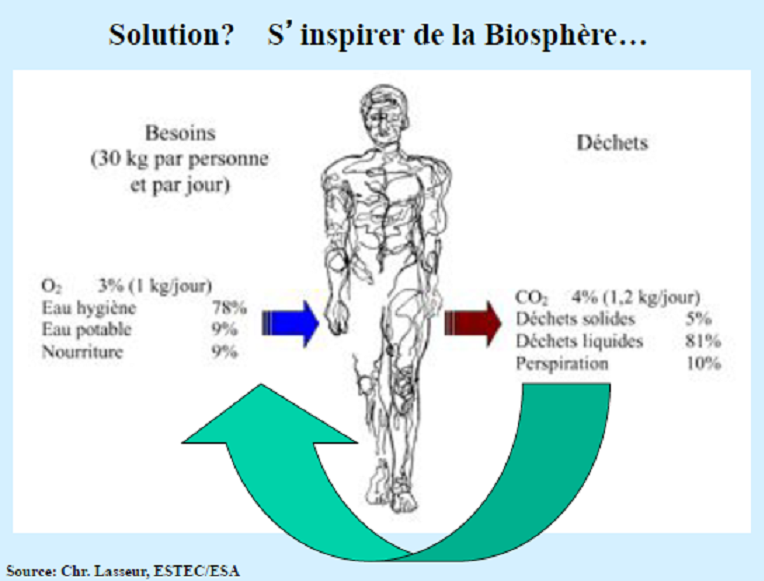 Solution? S’ inspirer de la Biosphère…
Besoins
(30 kg par personne
et par jour)
Déchets
O₂ 3% (1 kg/jour)
Eau hygiène 78%
Eau potable 9%
Nourriture 9%
CO₂ 4% (1,2 kg/jour)
Déchets solides 5%
Déchets liquides 81%
Perspiration 10%
Source: Chr. Lasseur, ESTEC/ESA